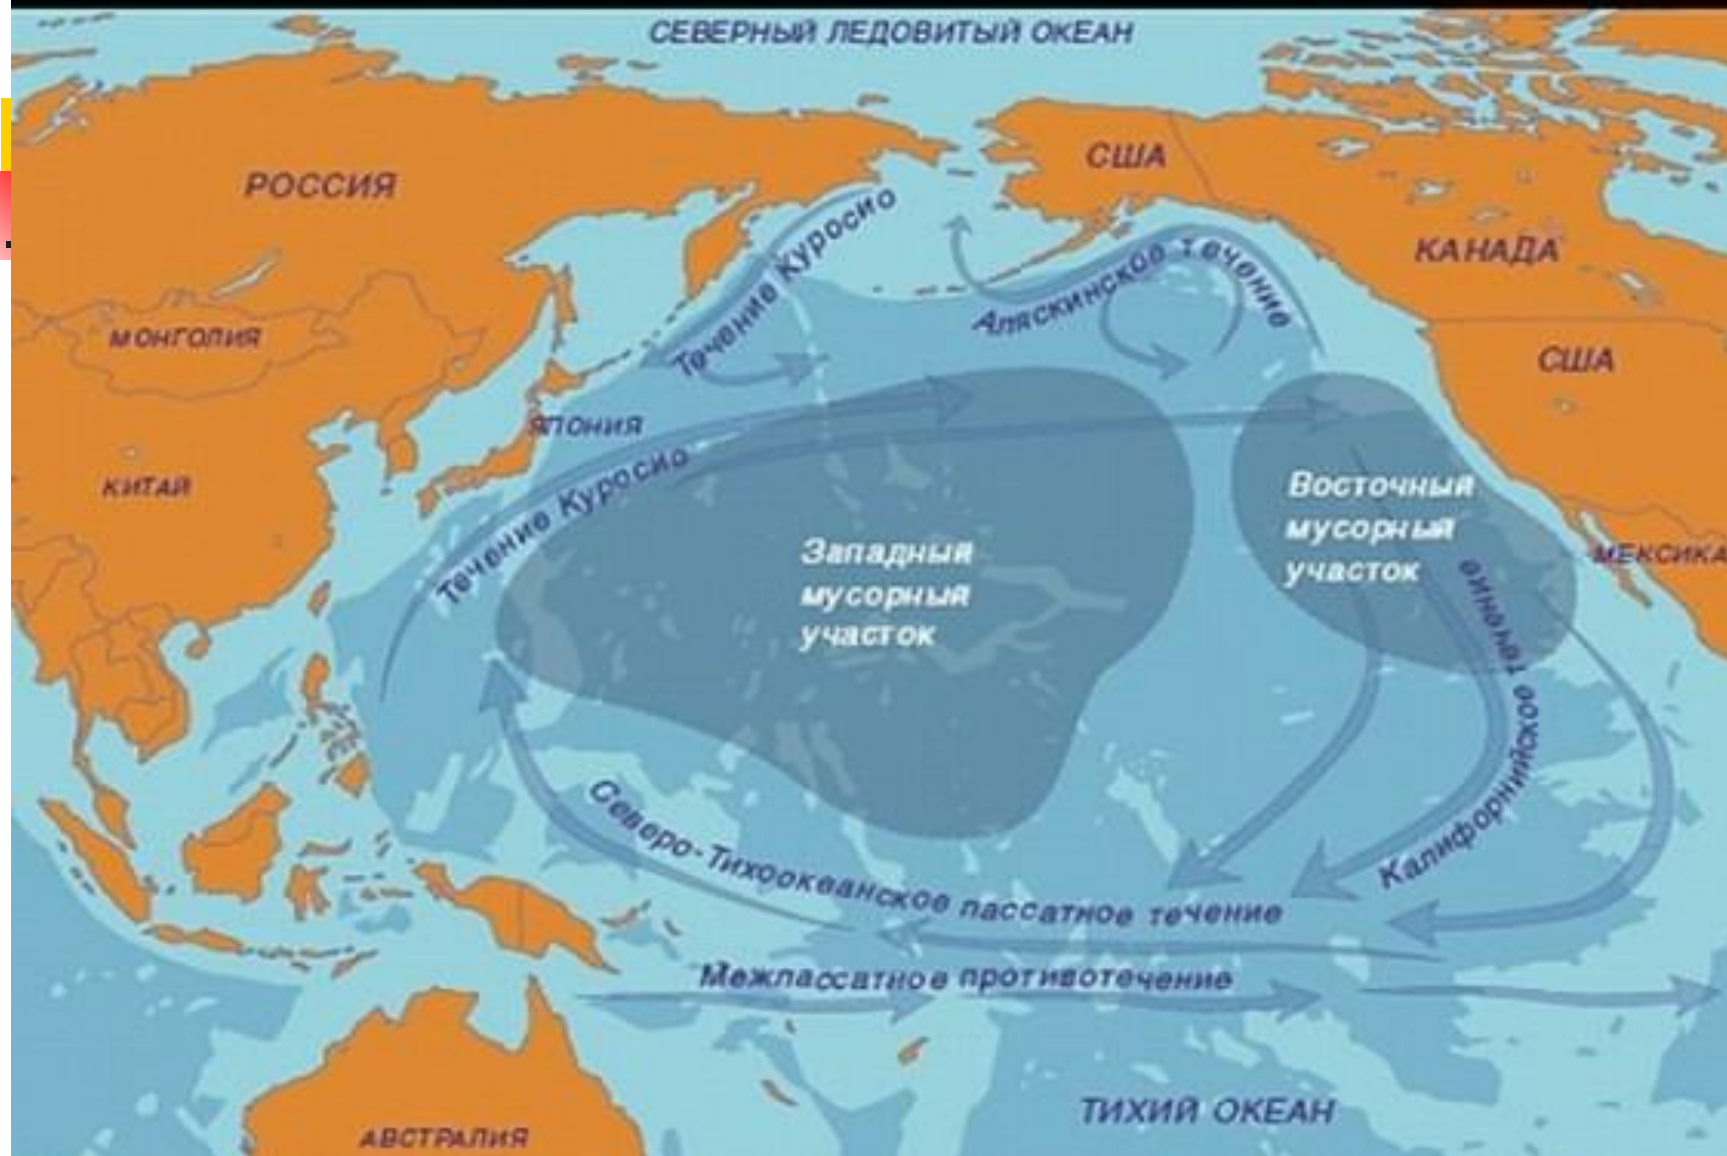 СЕВЕРНЫЙ ЛЕДОВИТЫЙ ОКЕАН
США
РОССИЯ
Течение Куросио
Аляскинское течение
КАНАДА
МОНГОЛИЯ
США
ЯПОНИЯ
КИТАЙ
Течение Куросио
Западный
мусорный
участок
Восточный
мусорный
участок
МЕКСИКА
Калифорнийское течение
Северо-Тихоокеанское пассатное течение
Межпассатное противотечение
ТИХИЙ ОКЕАН
АВСТРАЛИЯ